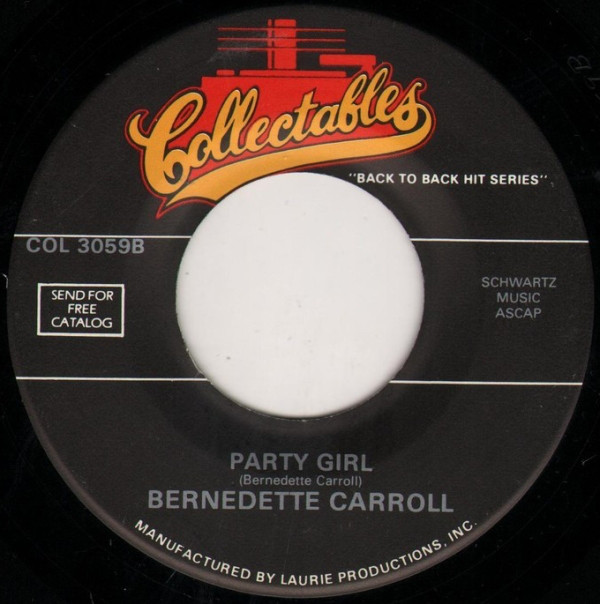 Collectables
"BACK TO BACK HIT SERIES"
COL 3059B
SEND FOR
FREE
CATALOG
SCHWARTZ
MUSIC
ASCAP
PARTY GIRL
(Bernedette Carroll)
BERNEDETTE CARROLL
MANUFACTURED BY LAURIE PRODUCTIONS, INC.